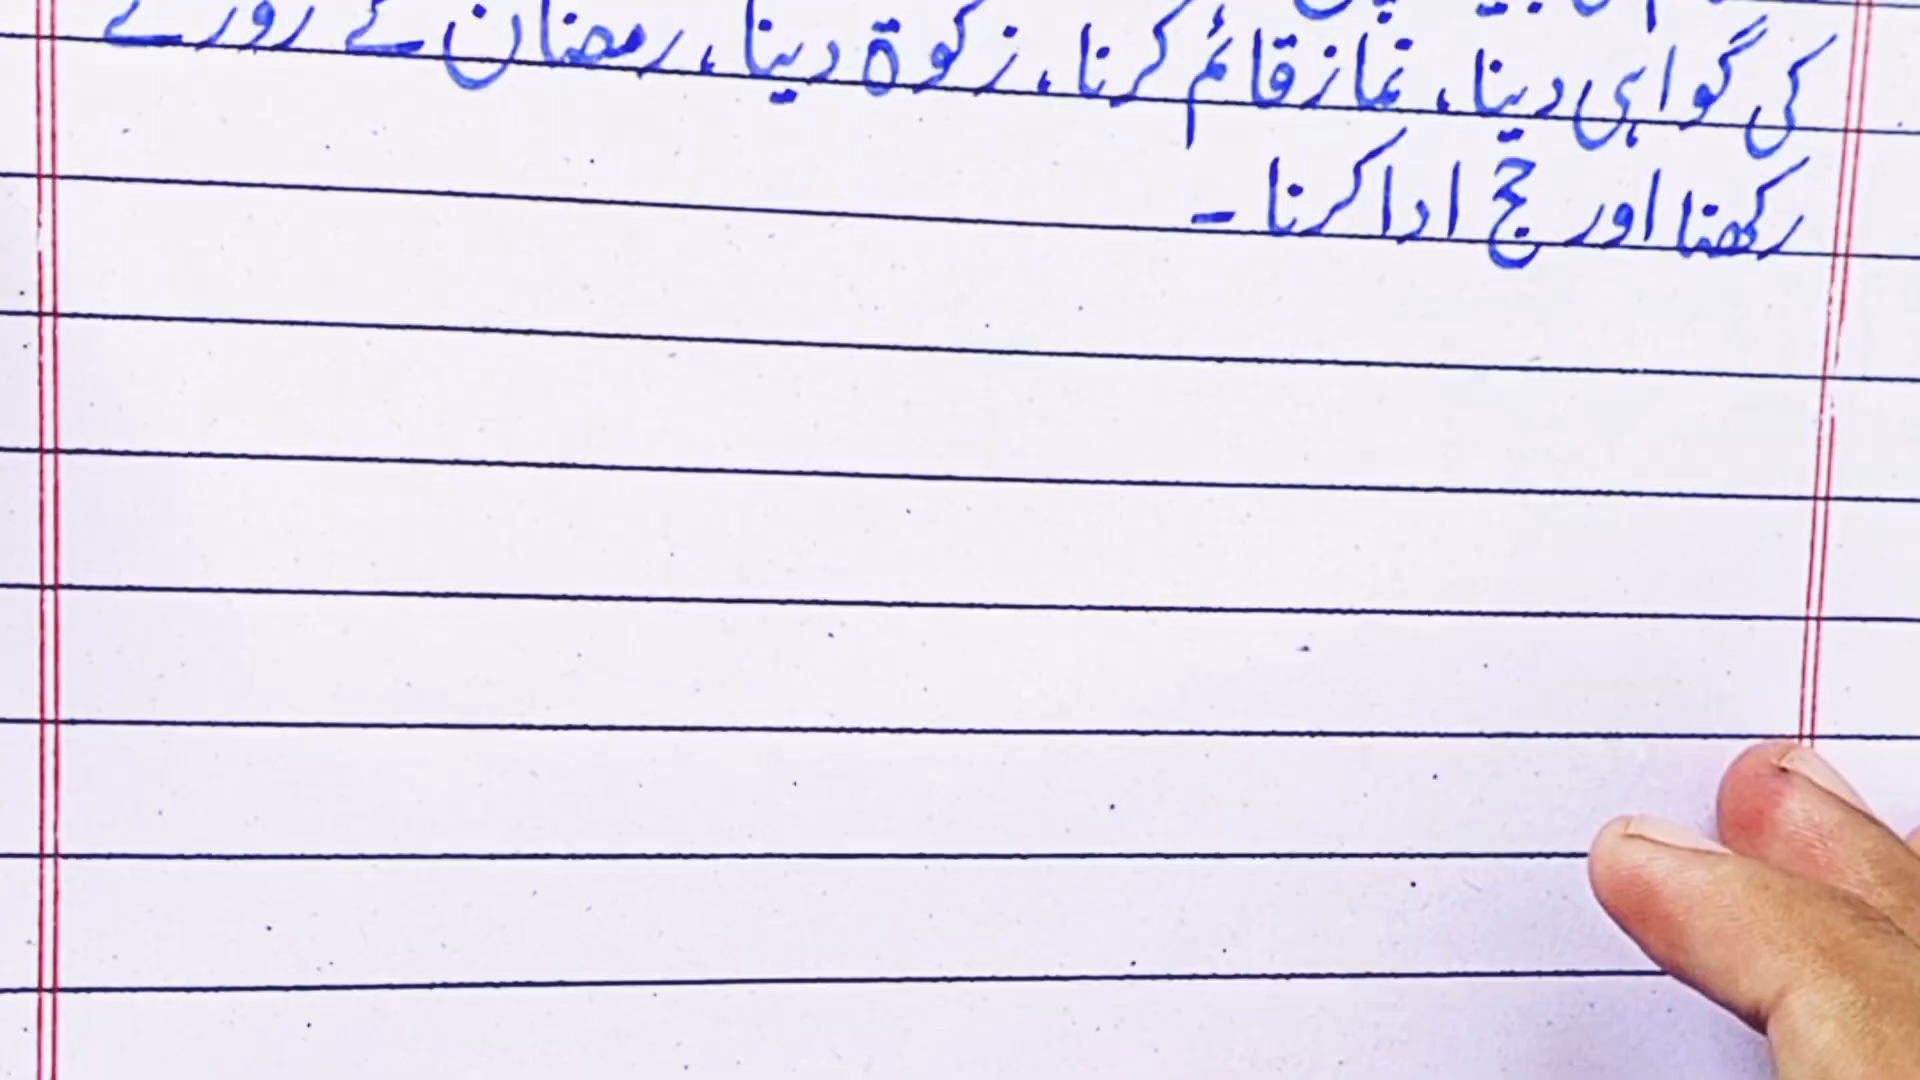 کی گواہی دینا، نماز قائم کرنا، زکوۃ دینا، رمضان کے روزے
رکھنا اور حج ادا کرنا ۔